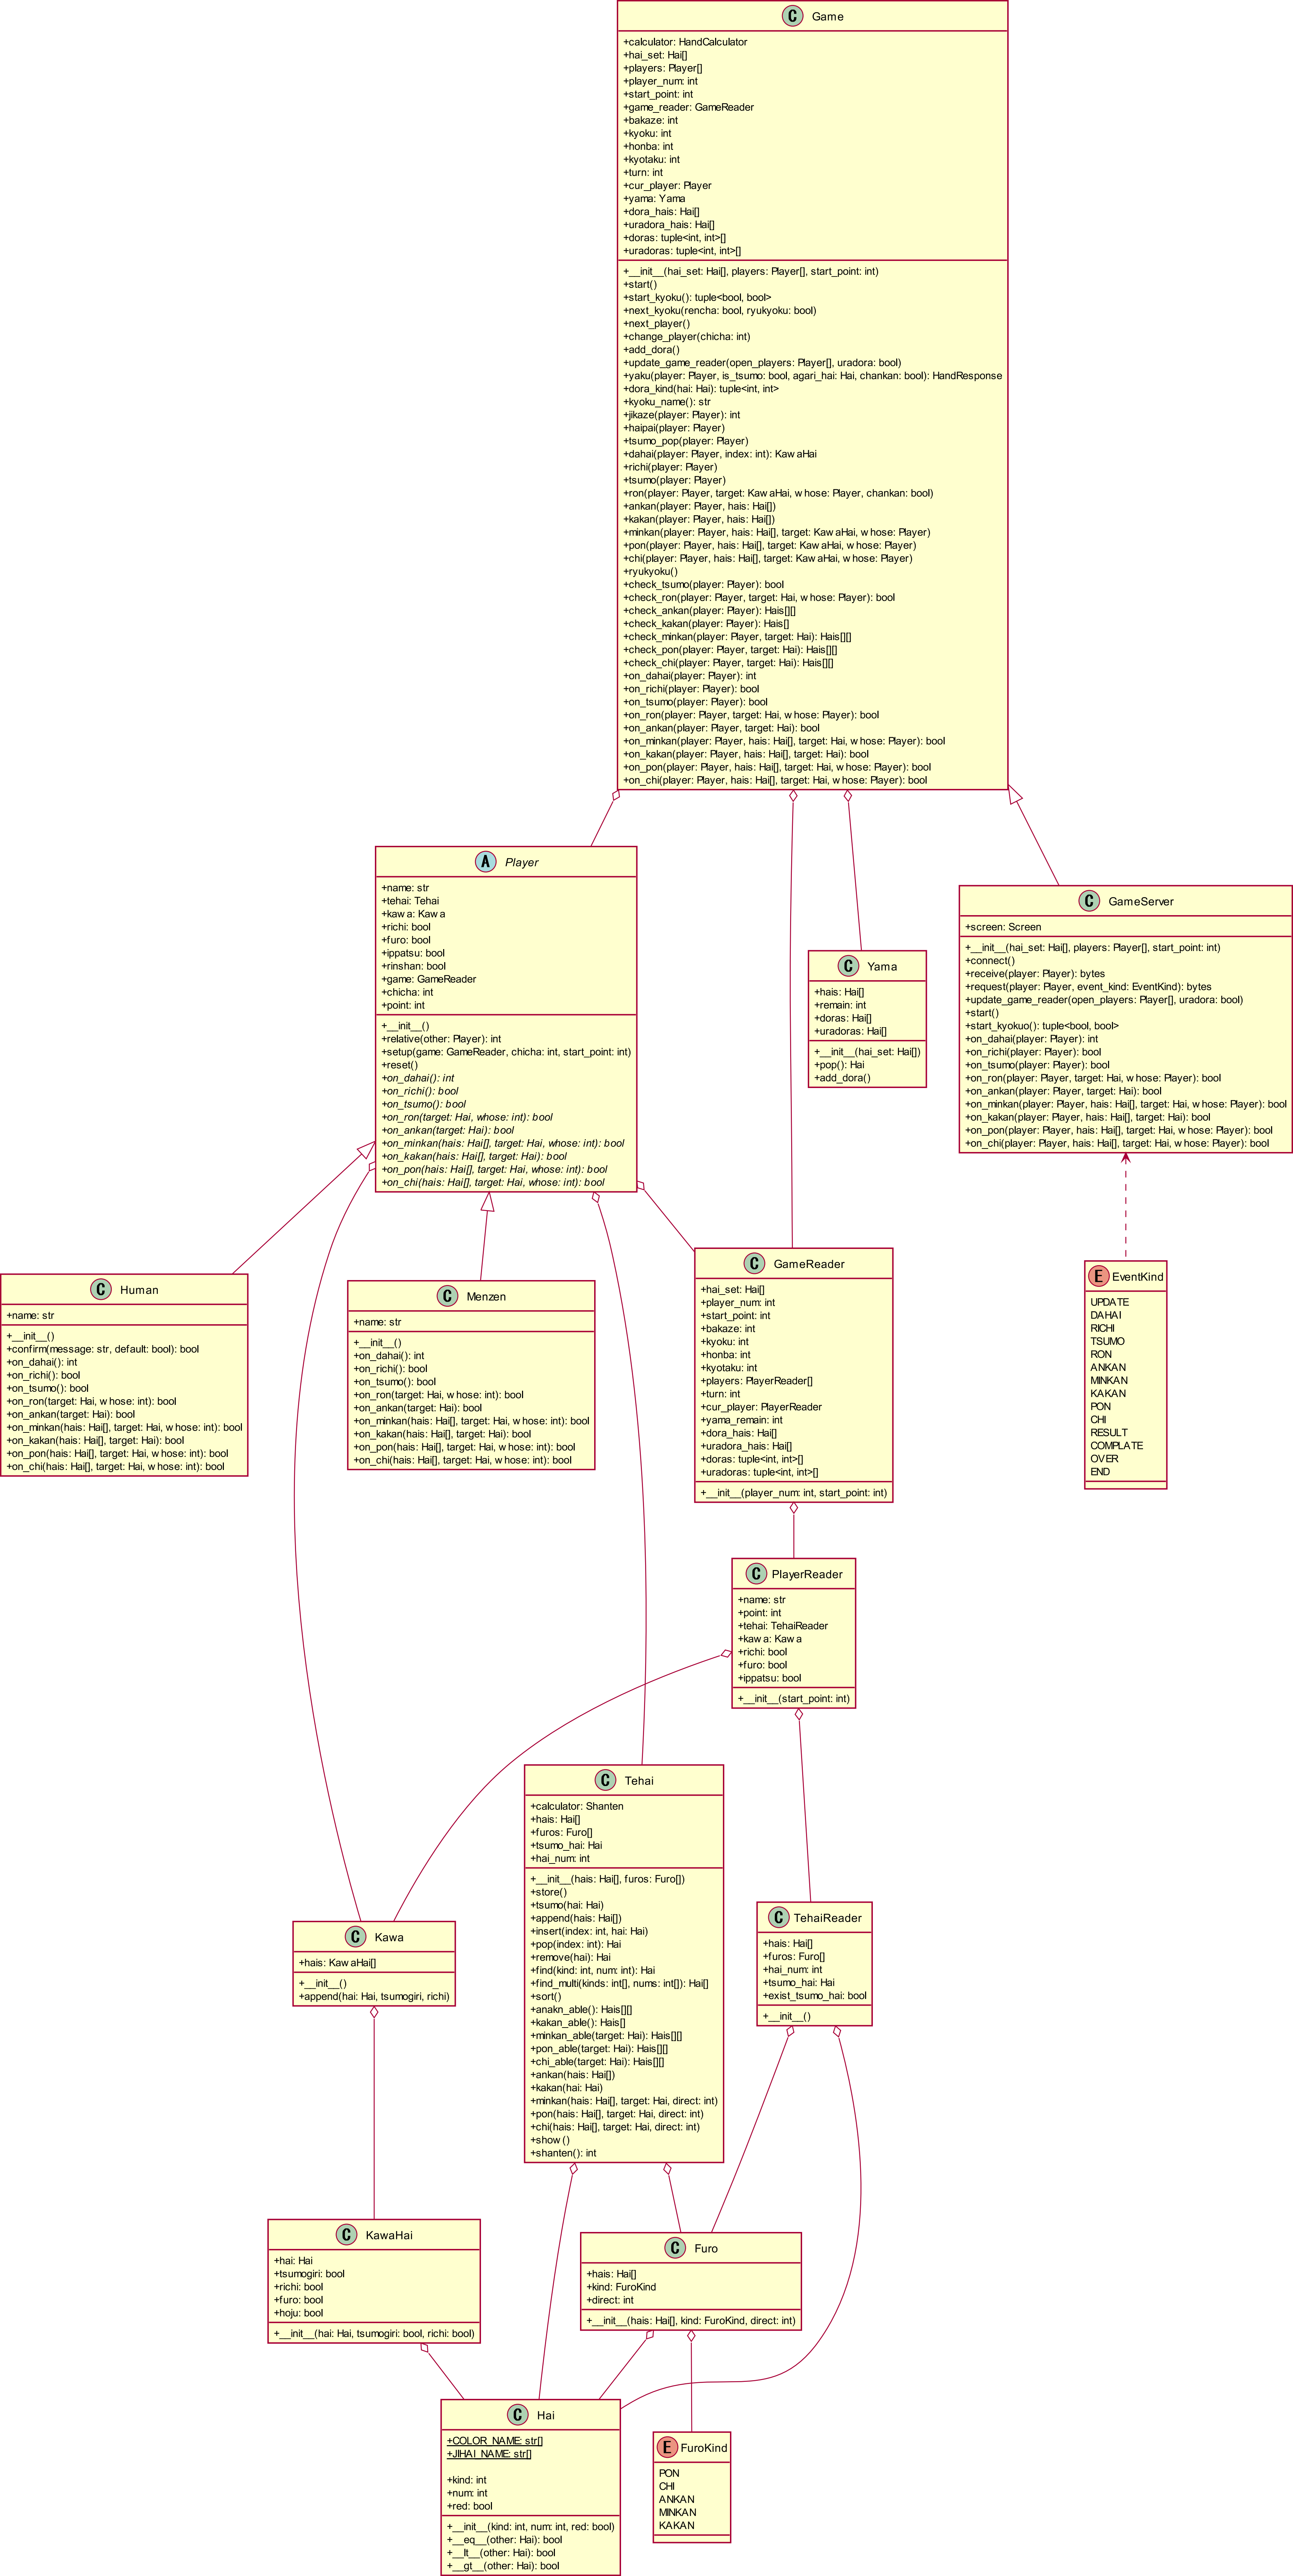 C Game
+calculator: HandCalculator
+hai_set: Hai[]
+players: Player[]
+player_num: int
+start_point: int
+game_reader: GameReader
+bakaze: int
+kyoku: int
+honba: int
+kyotaku: int
+turn: int
+cur_player: Player
+yama: Yama
+dora_hais: Hai[]
+uradora_hais: Hai[]
+doras: tuple<int, int>[]
+uradoras: tuple<int, int>[]
+__init__(hai_set: Hai[], players: Player[], start_point: int)
+start()
+start_kyoku(): tuple<bool, bool>
+next_kyoku(rencha: bool, ryukyoku: bool)
+next_player()
+change_player(chicha: int)
+add_dora()
+update_game_reader(open_players: Player[], uradora: bool)
+yaku(player: Player, is_tsumo: bool, agari_hai: Hai, chankan: bool): HandResponse
+dora_kind(hai: Hai): tuple<int, int>
+kyoku_name(): str
+jikaze(player: Player): int
+haipai(player: Player)
+tsumo_pop(player: Player)
+dahai(player: Player, index: int): KawaHai
+richi(player: Player)
+tsumo(player: Player)
+ron(player: Player, target: KawaHai, whose: Player, chankan: bool)
+ankan(player: Player, hais: Hai[])
+kakan(player: Player, hais: Hai[])
+minkan(player: Player, hais: Hai[], target: KawaHai, whose: Player)
+pon(player: Player, hais: Hai[], target: KawaHai, whose: Player)
+chi(player: Player, hais: Hai[], target: KawaHai, whose: Player)
+ryukyoku()
+check_tsumo(player: Player): bool
+check_ron(player: Player, target: Hai, whose: Player): bool
+check_ankan(player: Player): Hais[][]
+check_kakan(player: Player): Hais[]
+check_minkan(player: Player, target: Hai): Hais[][]
+check_pon(player: Player, target: Hai): Hais[][]
+check_chi(player: Player, target: Hai): Hais[][]
+on_dahai(player: Player): int
+on_richi(player: Player): bool
+on_tsumo(player: Player): bool
+on_ron(player: Player, target: Hai, whose: Player): bool
+on_ankan(player: Player, target: Hai): bool
+on_minkan(player: Player, hais: Hai[], target: Hai, whose: Player): bool
+on_kakan(player: Player, hais: Hai[], target: Hai): bool
+on_pon(player: Player, hais: Hai[], target: Hai, whose: Player): bool
+on_chi(player: Player, hais: Hai[], target: Hai, whose: Player): bool
A Player
+name: str
+tehai: Tehai
+kawa: Kawa
+richi: bool
+furo: bool
+ippatsu: bool
+rinshan: bool
+game: GameReader
+chicha: int
+point: int
+__init__()
+relative(other: Player): int
+setup(game: GameReader, chicha: int, start_point: int)
+reset()
+on_dahai(): int
+on_richi(): bool
+on_tsumo(): bool
+on_ron(target: Hai, whose: int): bool
+on_ankan(target: Hai): bool
+on_minkan(hais: Hai[], target: Hai, whose: int): bool
+on_kakan(hais: Hai[], target: Hai): bool
+on_pon(hais: Hai[], target: Hai, whose: int): bool
+on_chi(hais: Hai[], target: Hai, whose: int): bool
C Yama
+hais: Hai[]
+remain: int
+doras: Hai[]
+uradoras: Hai[]
+__init__(hai_set: Hai[])
+pop(): Hai
+add_dora()
C GameServer
+screen: Screen
+__init__(hai_set: Hai[], players: Player[], start_point: int)
+connect()
+receive(player: Player): bytes
+request(player: Player, event_kind: EventKind): bytes
+update_game_reader(open_players: Player[], uradora: bool)
+start()
+start_kyokuo(): tuple<bool, bool>
+on_dahai(player: Player): int
+on_richi(player: Player): bool
+on_tsumo(player: Player): bool
+on_ron(player: Player, target: Hai, whose: Player): bool
+on_ankan(player: Player, target: Hai): bool
+on_minkan(player: Player, hais: Hai[], target: Hai, whose: Player): bool
+on_kakan(player: Player, hais: Hai[], target: Hai): bool
+on_pon(player: Player, hais: Hai[], target: Hai, whose: Player): bool
+on_chi(player: Player, hais: Hai[], target: Hai, whose: Player): bool
C Human
+name: str
+__init__()
+confirm(message: str, default: bool): bool
+on_dahai(): int
+on_richi(): bool
+on_tsumo(): bool
+on_ron(target: Hai, whose: int): bool
+on_ankan(target: Hai): bool
+on_minkan(hais: Hai[], target: Hai, whose: int): bool
+on_kakan(hais: Hai[], target: Hai): bool
+on_pon(hais: Hai[], target: Hai, whose: int): bool
+on_chi(hais: Hai[], target: Hai, whose: int): bool
C Menzen
+name: str
+__init__()
+on_dahai(): int
+on_richi(): bool
+on_tsumo(): bool
+on_ron(target: Hai, whose: int): bool
+on_ankan(target: Hai): bool
+on_minkan(hais: Hai[], target: Hai, whose: int): bool
+on_kakan(hais: Hai[], target: Hai): bool
+on_pon(hais: Hai[], target: Hai, whose: int): bool
+on_chi(hais: Hai[], target: Hai, whose: int): bool
C GameReader
+hai_set: Hai[]
+player_num: int
+start_point: int
+bakaze: int
+kyoku: int
+honba: int
+kyotaku: int
+players: PlayerReader[]
+turn: int
+cur_player: PlayerReader
+yama_remain: int
+dora_hais: Hai[]
+uradora_hais: Hai[]
+doras: tuple<int, int>[]
+uradoras: tuple<int, int>[]
+__init__(player_num: int, start_point: int)
E EventKind
UPDATE
DAHAI
RICHI
TSUMO
RON
ANKAN
MINKAN
KAKAN
PON
CHI
RESULT
COMPLATE
OVER
END
C PlayerReader
+name: str
+point: int
+tehai: TehaiReader
+kawa: Kawa
+richi: bool
+furo: bool
+ippatsu: bool
+__init__(start_point: int)
C Tehai
+calculator: Shanten
+hais: Hai[]
+furos: Furo[]
+tsumo_hai: Hai
+hai_num: int
+__init__(hais: Hai[], furos: Furo[])
+store()
+tsumo(hai: Hai)
+append(hais: Hai[])
+insert(index: int, hai: Hai)
+pop(index: int): Hai
+remove(hai): Hai
+find(kind: int, num: int): Hai
+find_multi(kinds: int[], nums: int[]): Hai[]
+sort()
+anakn_able(): Hais[][]
+kakan_able(): Hais[]
+minkan_able(target: Hai): Hais[][]
+pon_able(target: Hai): Hais[][]
+chi_able(target: Hai): Hais[][]
+ankan(hais: Hai[])
+kakan(hai: Hai)
+minkan(hais: Hai[], target: Hai, direct: int)
+pon(hais: Hai[], target: Hai, direct: int)
+chi(hais: Hai[], target: Hai, direct: int)
+show()
+shanten(): int
C TehaiReader
+hais: Hai[]
+furos: Furo[]
+hai_num: int
+tsumo_hai: Hai
+exist_tsumo_hai: bool
+__init__()
C Kawa
+hais: KawaHai[]
+__init__()
+append(hai: Hai, tsumogiri, richi)
C KawaHai
+hai: Hai
+tsumogiri: bool
+richi: bool
+furo: bool
+hoju: bool
+__init__(hai: Hai, tsumogiri: bool, richi: bool)
C Furo
+hais: Hai[]
+kind: FuroKind
+direct: int
+__init__(hais: Hai[], kind: FuroKind, direct: int)
C Hai
+COLOR_NAME: str[]
+JIHAI_NAME: str[]
+kind: int
+num: int
+red: bool
+__init__(kind: int, num: int, red: bool)
+__eq__(other: Hai): bool
+__lt__(other: Hai): bool
+__gt__(other: Hai): bool
E FuroKind
PON
CHI
ANKAN
MINKAN
KAKAN